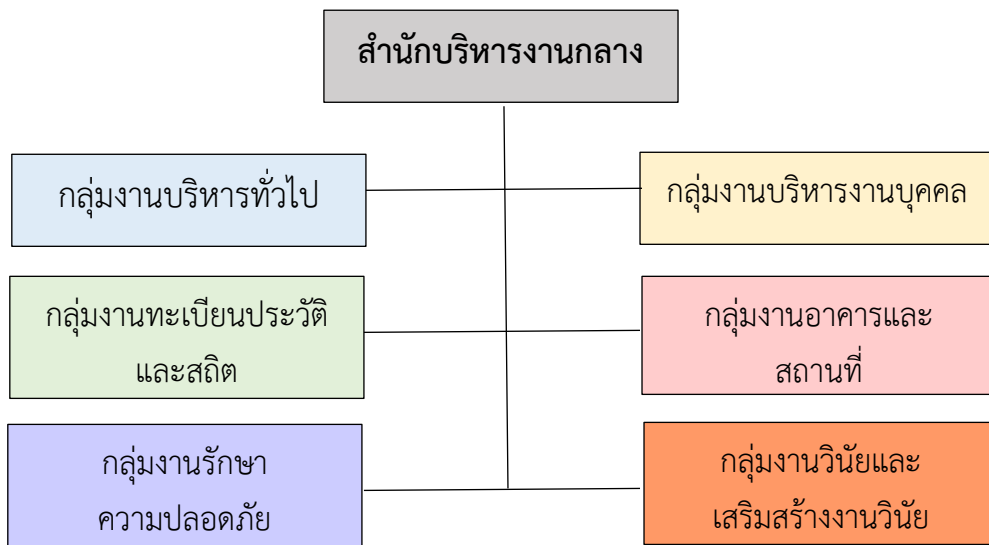 สำนักบริหารงานกลาง
กลุ่มงานบริหารทั่วไป
กลุ่มงานบริหารงานบุคคล
กลุ่มงานทะเบียนประวัติ
และสถิต
กลุ่มงานอาคารและ
สถานที่
กลุ่มงานรักษา
ความปลอดภัย
กลุ่มงานวินัยและ
เสริมสร้างงานวินัย